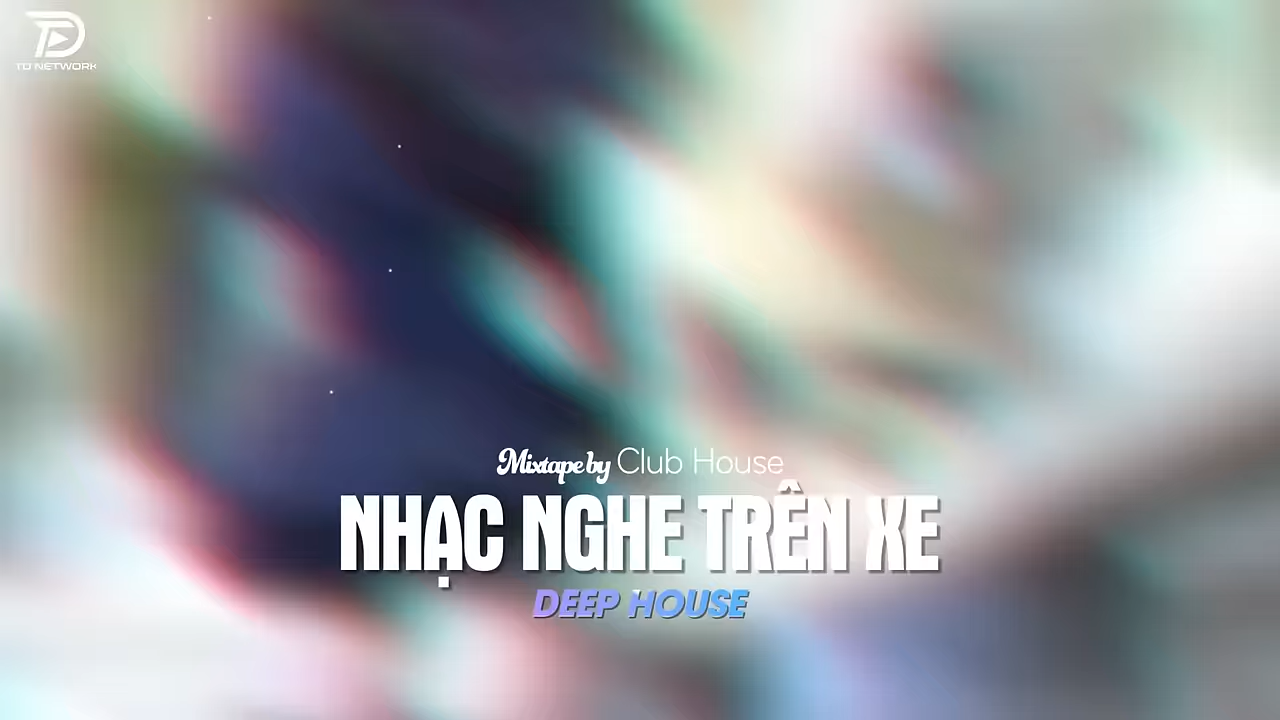 TD NETWORK
Mixtape by Club House
NHẠC NGHE TRÊN XE
DEEP HOUSE